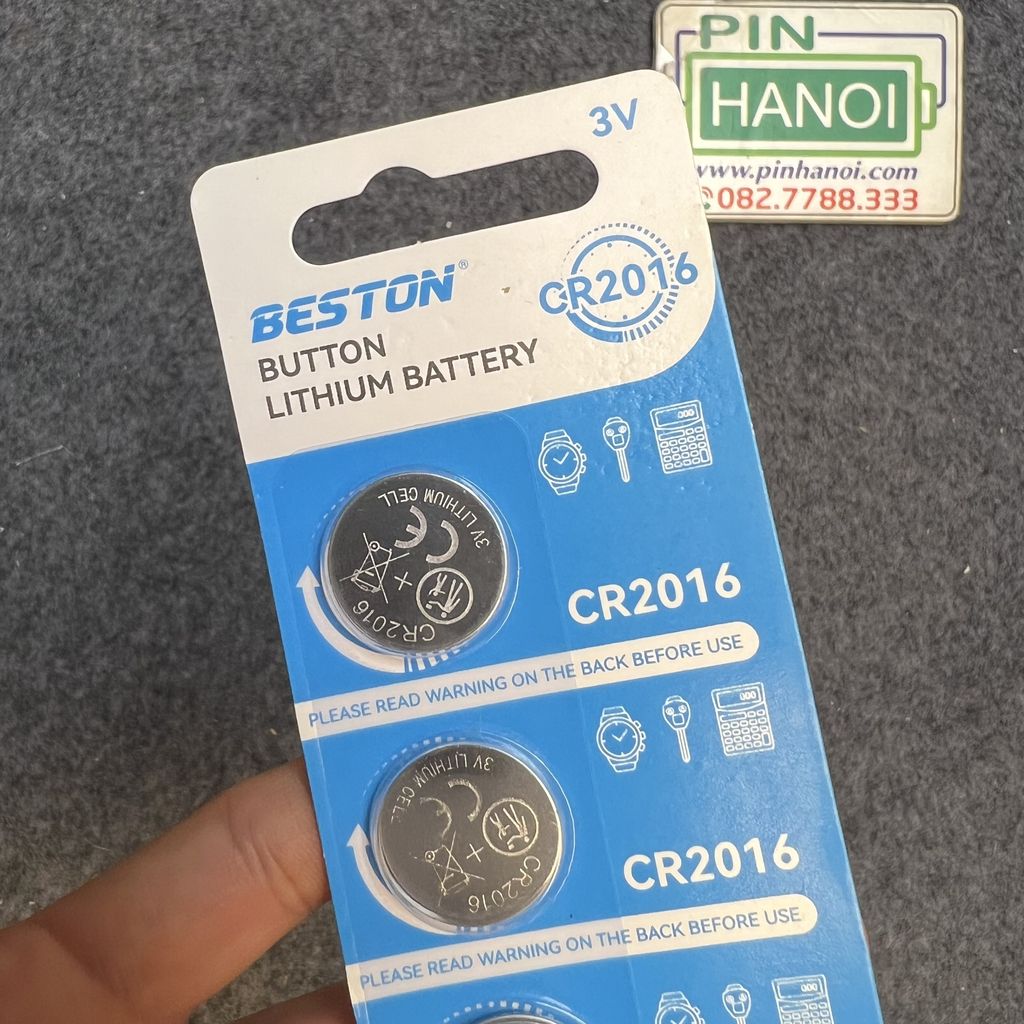 PIN
HANOI
www.pinhanoi.com
082.7788.333
3V
BESTON®
CR2016
BUTTON
LITHIUM BATTERY
3V LITHIUM CELL
CE
+
CR2016
CR2016
PLEASE READ WARNING ON THE BACK BEFORE USE
3V LITHIUM CELL
CE
+
CR2016
CR2016
PLEASE READ WARNING ON THE BACK BEFORE USE